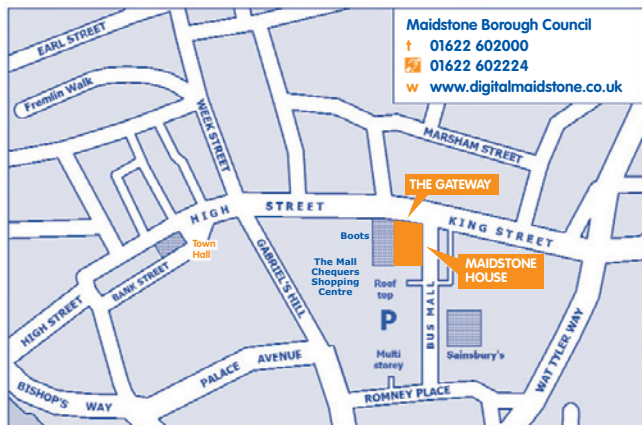 Maidstone Borough Council
t 01622 602000
01622 602224
w www.digitalmaidstone.co.uk
EARL STREET
Fremlin Walk
WEEK STREET
MARSHAM STREET
THE GATEWAY
HIGH STREET
KING STREET
Town
Hall
Boots
MAIDSTONE
HOUSE
BANK STREET
GABRIEL'S HILL
The Mall
Chequers
Shopping
Centre
Roof
top
HIGH STREET
P
BUS MALL
WAT TYLER WAY
Multi
storey
Sainsbury's
PALACE AVENUE
BISHOP'S WAY
ROMNEY PLACE